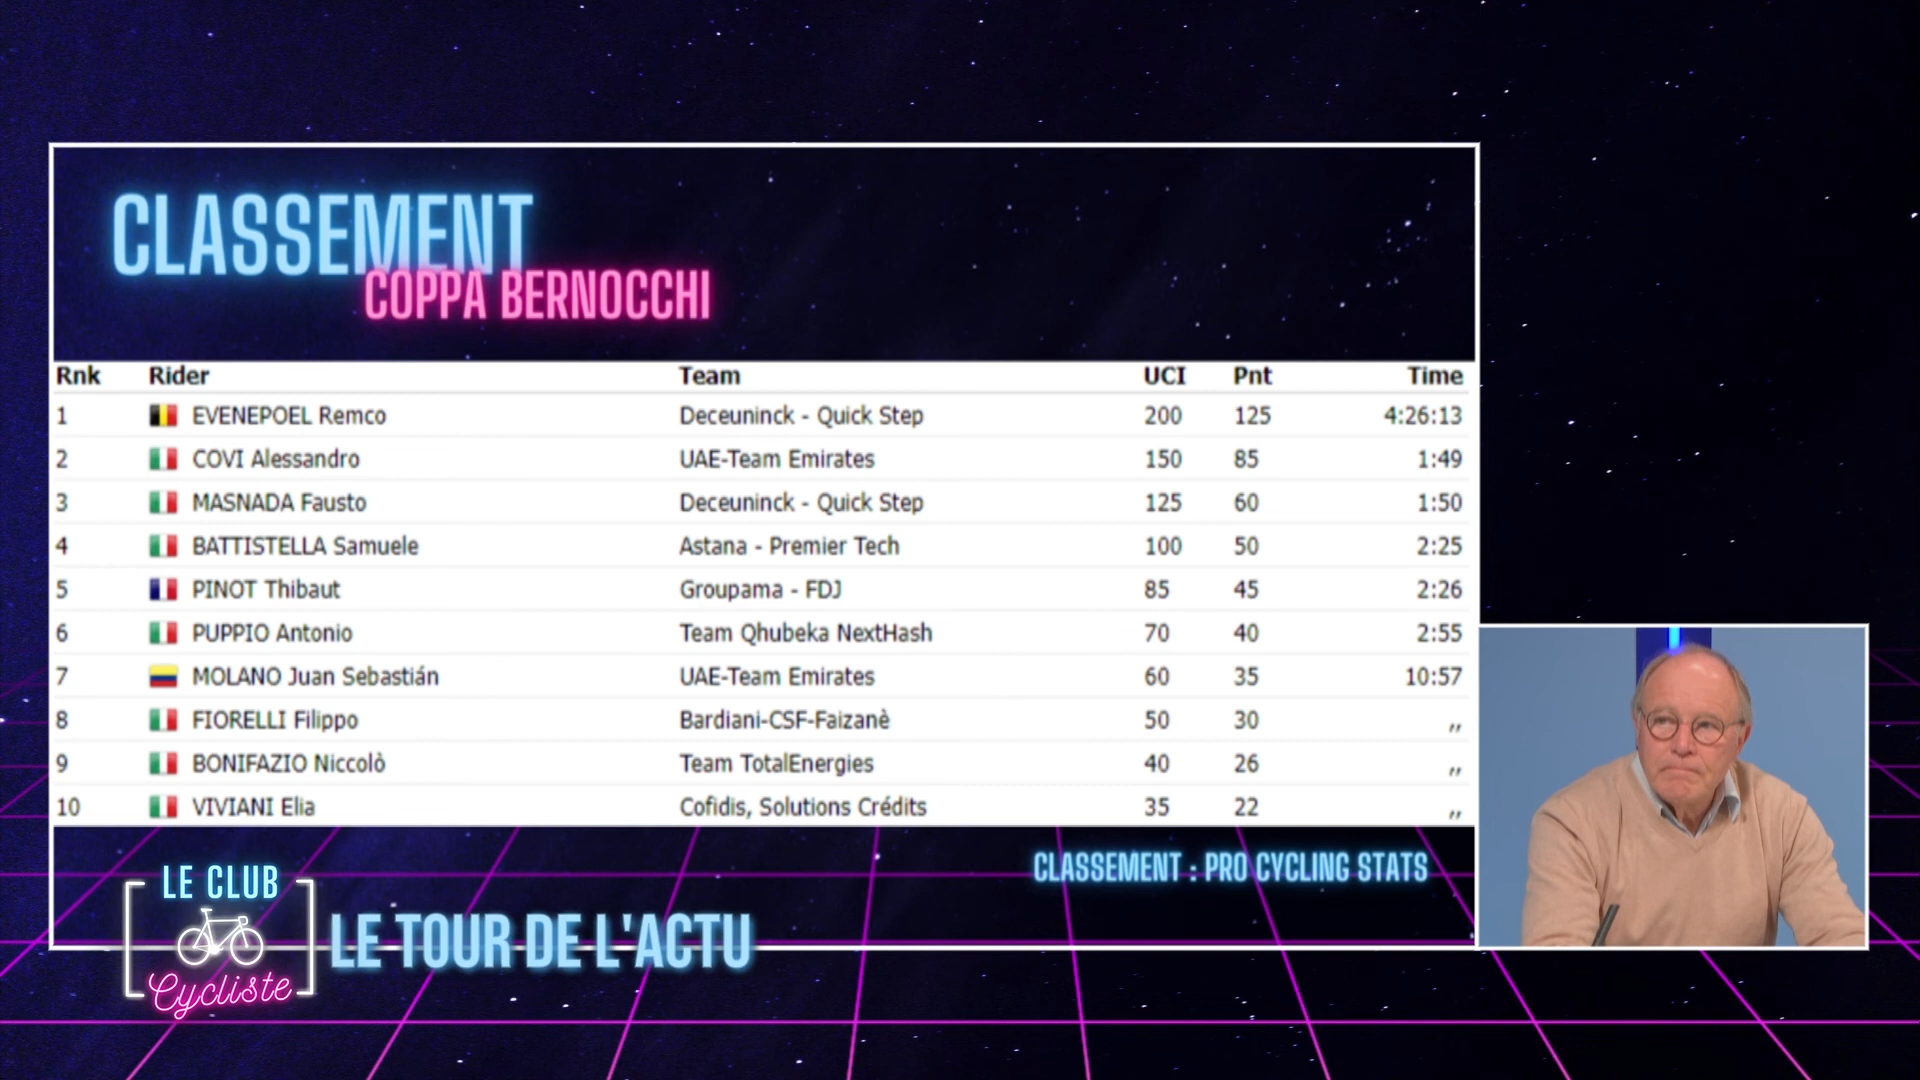 CLASSEMENT
COPPA BERNOCCHI
Rnk Rider Team UCI Pnt Time
1 EVENEPOEL Remco Deceuninck - Quick Step 200 125 4:26:13
2 COVI Alessandro UAE-Team Emirates 150 85 1:49
3 MASNADA Fausto Deceuninck - Quick Step 125 60 1:50
4 BATTISTELLA Samuele Astana - Premier Tech 100 50 2:25
5 PINOT Thibaut Groupama - FDJ 85 45 2:26
6 PUPPIO Antonio Team Qhubeka NextHash 70 40 2:55
7 MOLANO Juan Sebastián UAE-Team Emirates 60 35 10:57
8 FIORELLI Filippo Bardiani-CSF-Faizanè 50 30 ,,
9 BONIFAZIO Niccolò Team TotalEnergies 40 26 ,,
10 VIVIANI Elia Cofidis, Solutions Crédits 35 22 ,,
CLASSEMENT : PRO CYCLING STATS
LE CLUB
Cycliste
LE TOUR DE L'ACTU